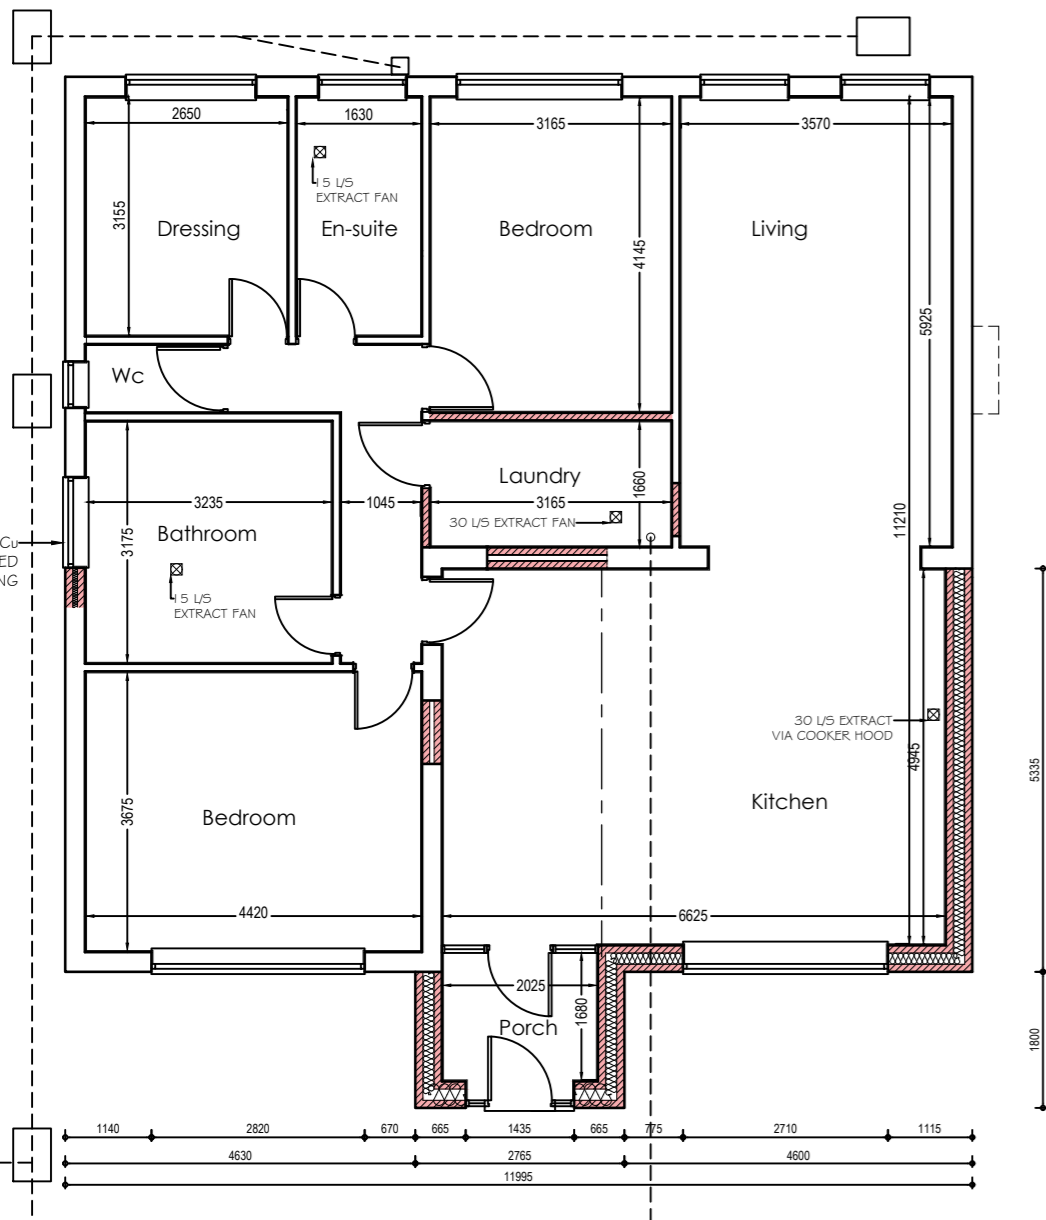 2650
1630
3165
3570
15 L/S
EXTRACT FAN
3155
Dressing
En-suite
Bedroom
Living
4145
5925
Wc
Laundry
3235
1045
3165
1660
30 L/S EXTRACT FAN
11210
Cu
ED
NG
3175
Bathroom
15 L/S
EXTRACT FAN
30 L/S EXTRACT
VIA COOKER HOOD
4945
5335
3675
Bedroom
Kitchen
4420
6625
2025
1680
Porch
1800
1140
2820
670
665
1435
665
775
2710
1115
4630
2765
4600
11995